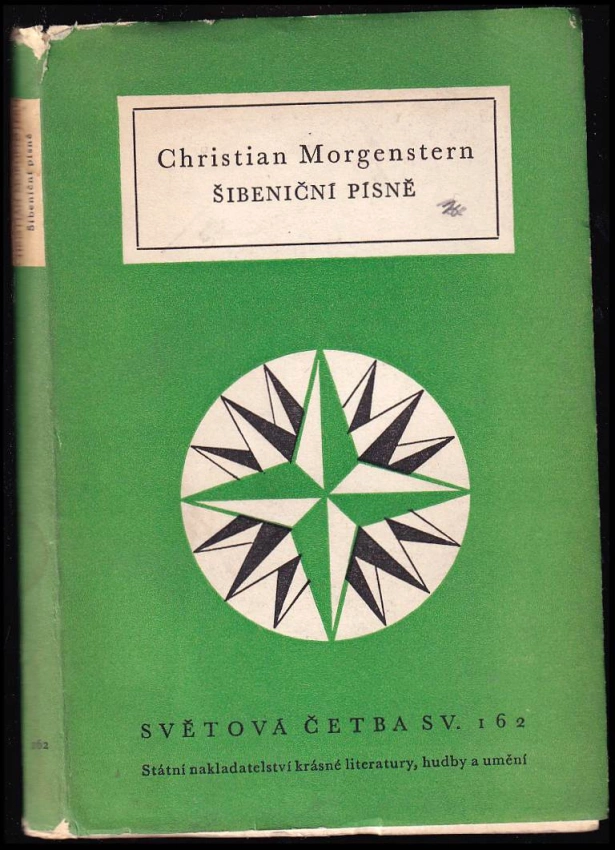 Christian Morgenstern
ŠIBENIČNÍ PÍSNĚ
SVĚTOVÁ ČETBA SV. 162
Státní nakladatelství krásné literatury, hudby a umění
Šibeniční písně
162